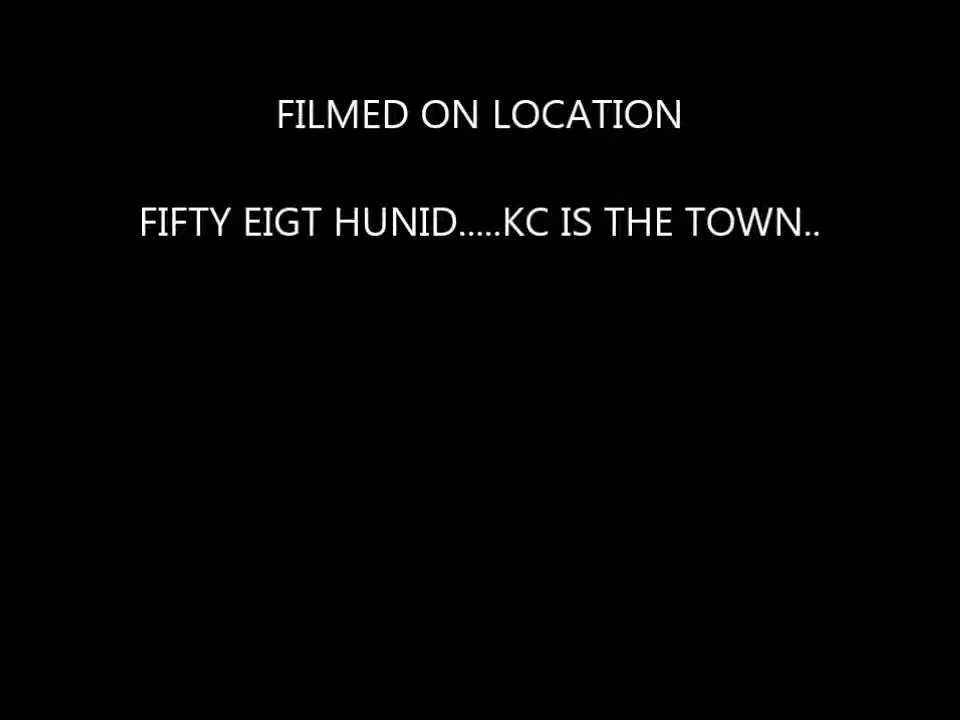 FILMED ON LOCATION
FIFTY EIGT HUNID.....KC IS THE TOWN..